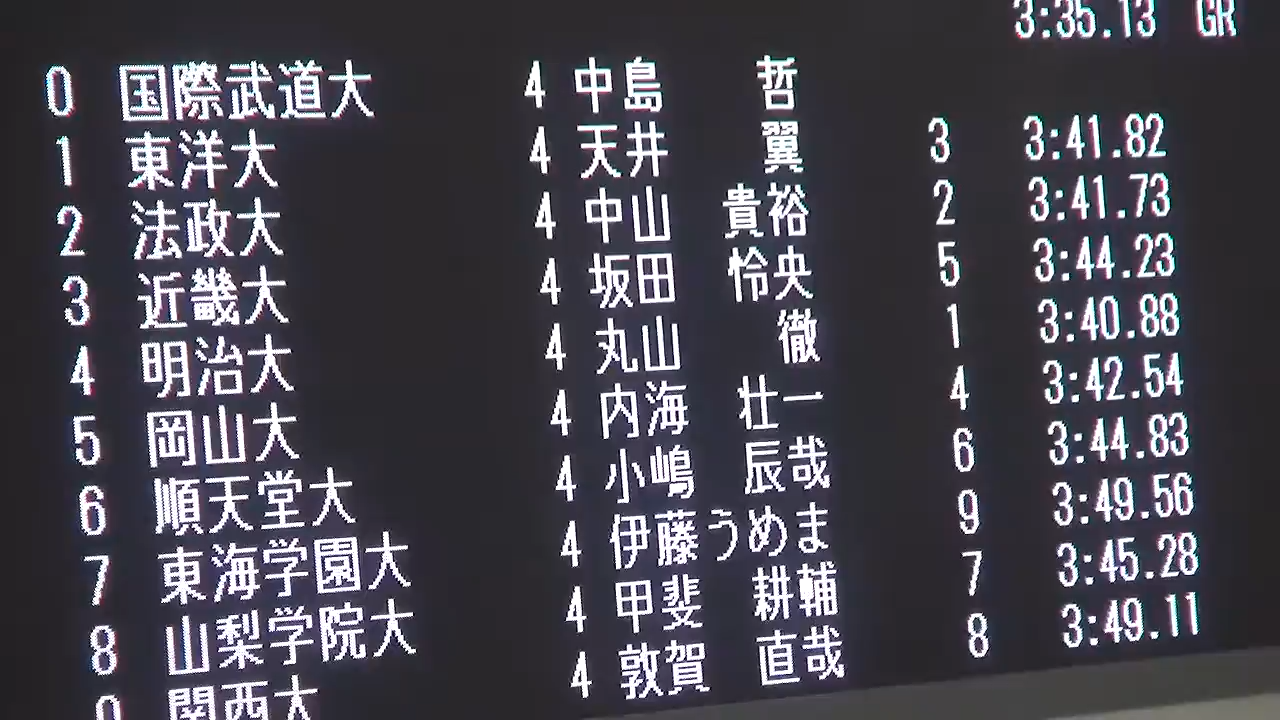 3:35.13 GR
0 国際武道大 4 中島 哲
1 東洋大 4 天井 翼 3 3:41.82
2 法政大 4 中山 貴裕 2 3:41.73
3 近畿大 4 坂田 怜央 5 3:44.23
4 明治大 4 丸山 徹 1 3:40.88
5 岡山大 4 内海 壮一 4 3:42.54
6 順天堂大 4 小嶋 辰哉 6 3:44.83
7 東海学園大 4 伊藤うめま 9 3:49.56
8 山梨学院大 4 甲斐 耕輔 7 3:45.28
関西大 4 敦賀 直哉 8 3:49.11